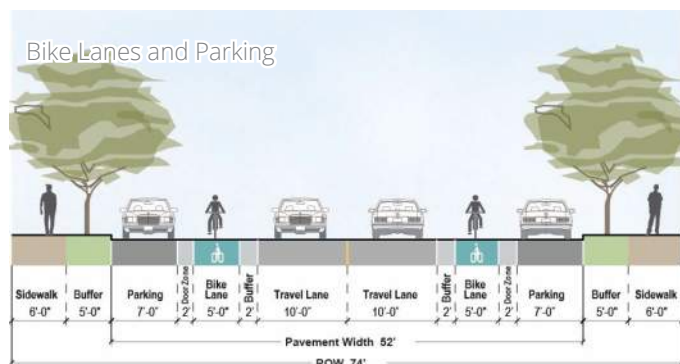 Bike Lanes and Parking
Sidewalk
6'-0"
Buffer
5'-0"
Parking
7'-0"
Door Zone
2'
Bike
Lane
5'-0"
Buffer
2'
Travel Lane
10'-0"
Travel Lane
10'-0"
Buffer
2'
Bike
Lane
5'-0"
Door Zone
2'
Parking
7'-0"
Buffer
5'-0"
Sidewalk
6'-0"
Pavement Width 52'
ROW 74'